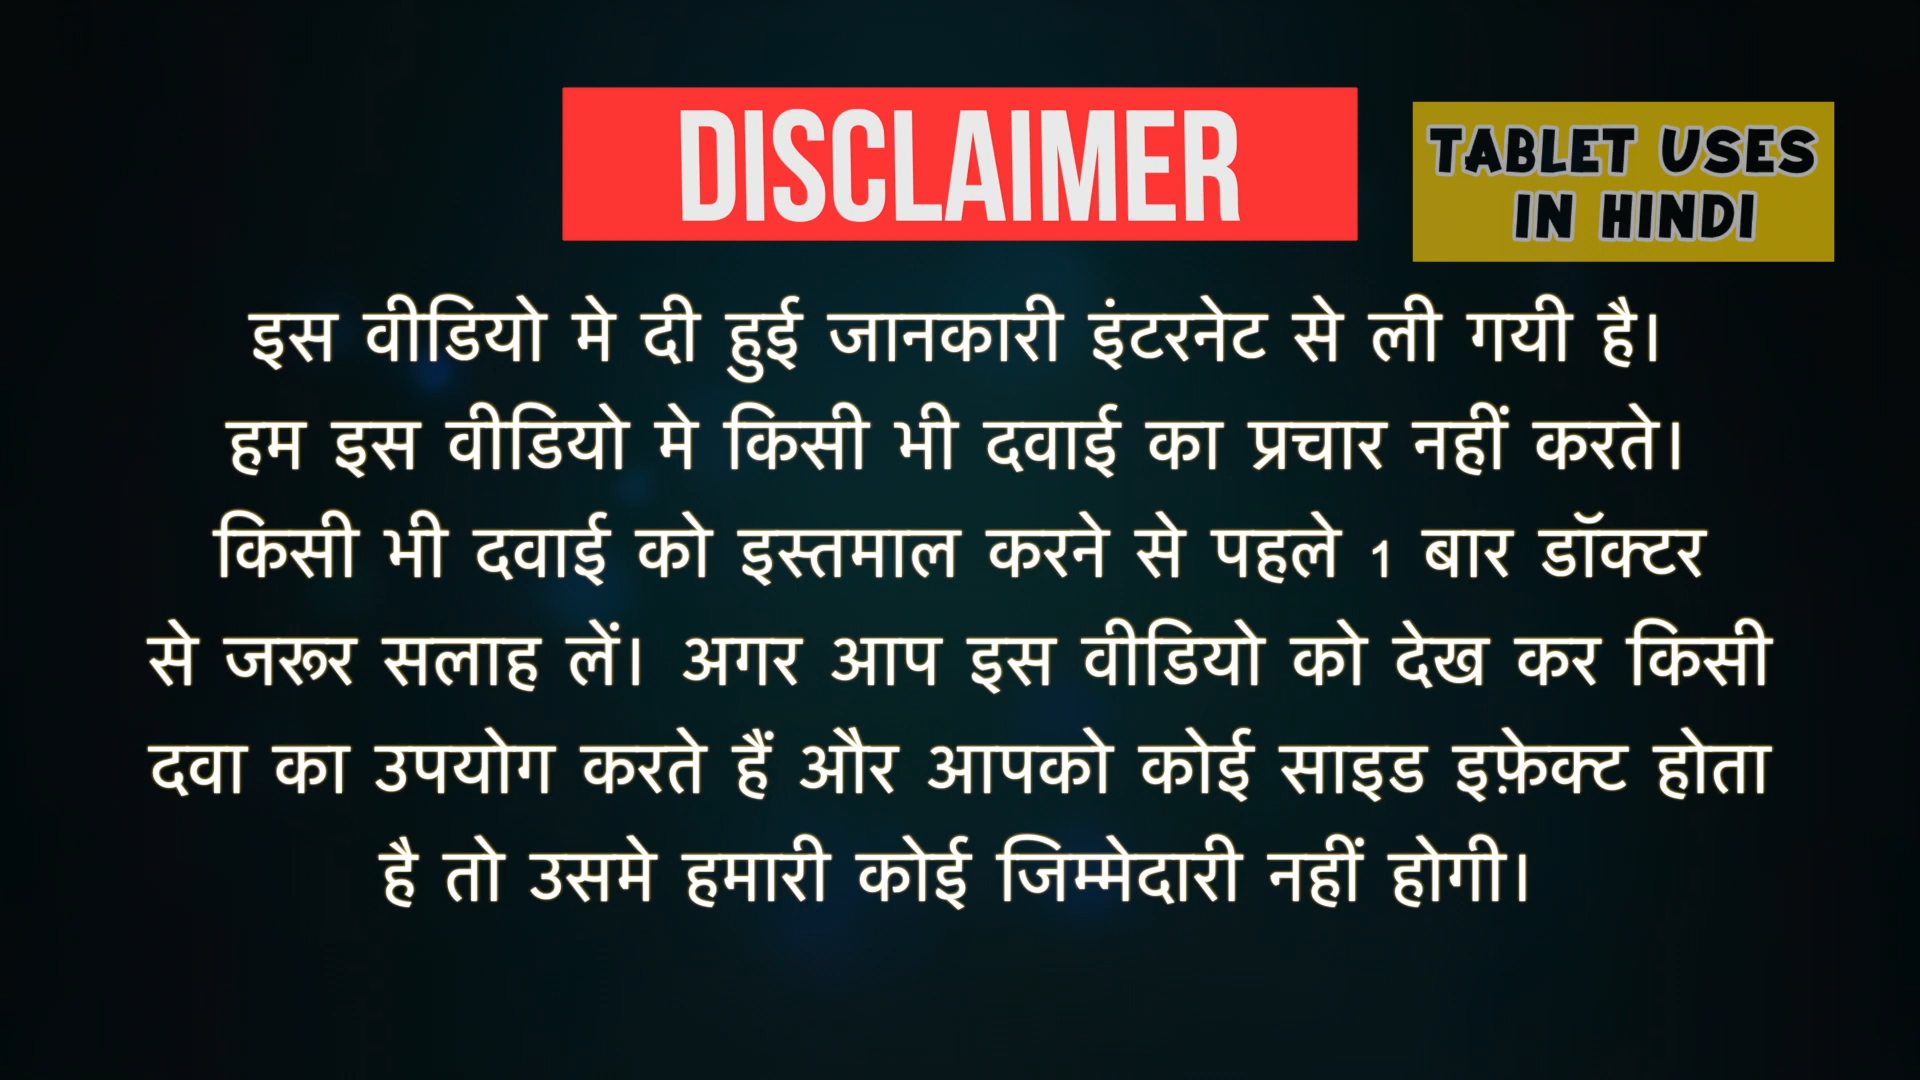 DISCLAIMER
TABLET USES
IN HINDI
इस वीडियो मे दी हुई जानकारी इंटरनेट से ली गयी है।
हम इस वीडियो मे किसी भी दवाई का प्रचार नहीं करते।
किसी भी दवाई को इस्तमाल करने से पहले 1 बार डॉक्टर
से जरूर सलाह लें। अगर आप इस वीडियो को देख कर किसी
दवा का उपयोग करते हैं और आपको कोई साइड इफ़ेक्ट होता
है तो उसमे हमारी कोई जिम्मेदारी नहीं होगी।